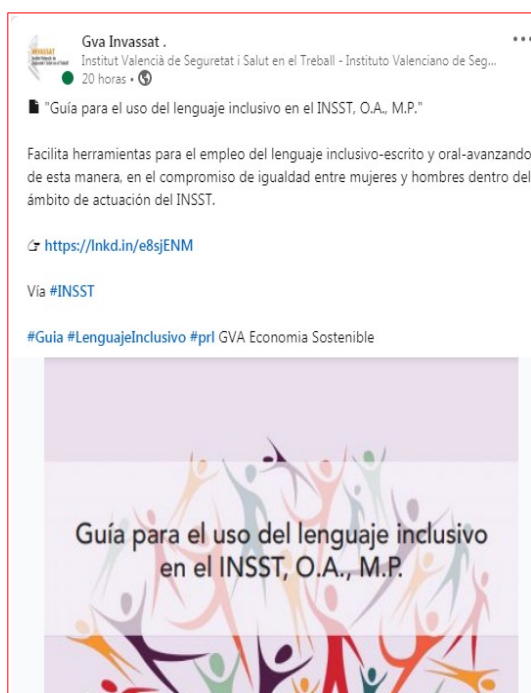 Gva Invassat .
Institut Valencià de Seguretat i Salut en el Treball - Instituto Valenciano de Seg...
20 horas •
"Guía para el uso del lenguaje inclusivo en el INSST, O.A., M.P."
Facilita herramientas para el empleo del lenguaje inclusivo-escrito y oral-avanzando
de esta manera, en el compromiso de igualdad entre mujeres y hombres dentro del
ámbito de actuación del INSST.
https://lnkd.in/e8sjENM
Vía #INSST
#Guia #LenguajeInclusivo #prl GVA Economia Sostenible
Guía para el uso del lenguaje inclusivo
en el INSST, O.A., M.P.